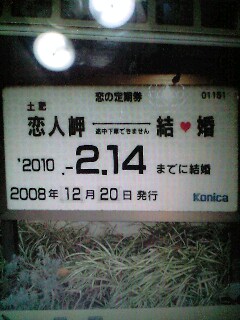 恋の定期券 01151
土肥
恋人岬 ―――― 結♥婚
途中下車できません
'2010.-2.14 までに結婚
2008年12月20日発行 Konica